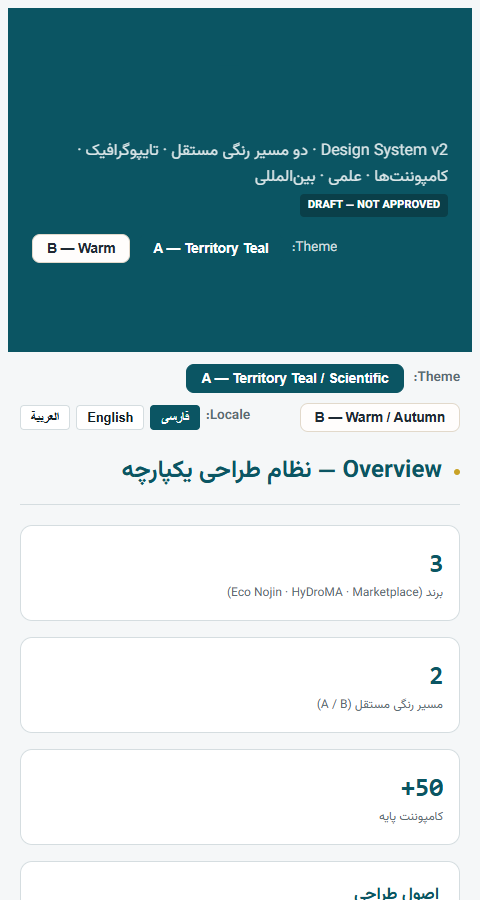 Design System v2 · دو مسیر رنگی مستقل · تایپوگرافیک ·
کامپوننت‌ها · علمی · بین‌المللی
DRAFT — NOT APPROVED
Theme:
A — Territory Teal
B — Warm
Theme:
A — Territory Teal / Scientific
B — Warm / Autumn
Locale:
فارسی
English
العربية
Overview — نظام طراحی یکپارچه
3
برند (Eco Nojin · HyDroMA · Marketplace)
2
مسیر رنگی مستقل (A / B)
50+
کامپوننت پایه
اصول طراحی